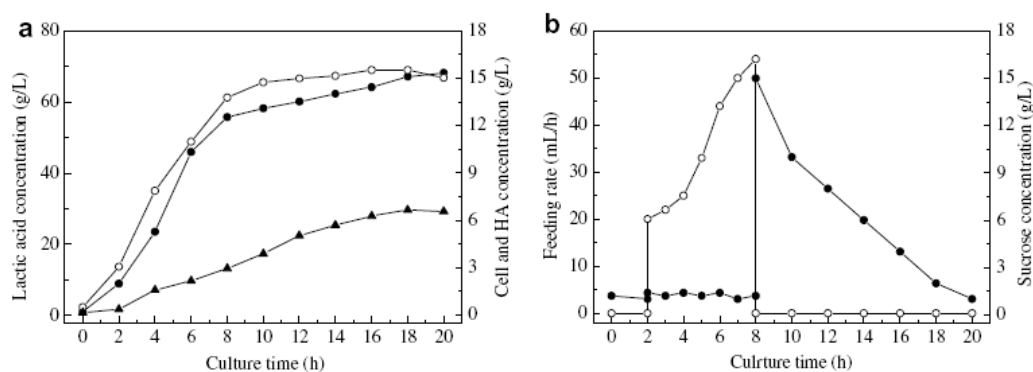 a
Lactic acid concentration (g/L)
80
60
40
20
0
0 2 4 6 8 10 12 14 16 18 20
Culture time (h)
18
15
12
9
6
3
0
Cell and HA concentration (g/L)
b
Feeding rate (mL/h)
60
50
40
30
20
10
0
0 2 4 6 8 10 12 14 16 18 20
Culrture time (h)
18
15
12
9
6
3
0
Sucrose concentration (g/L)